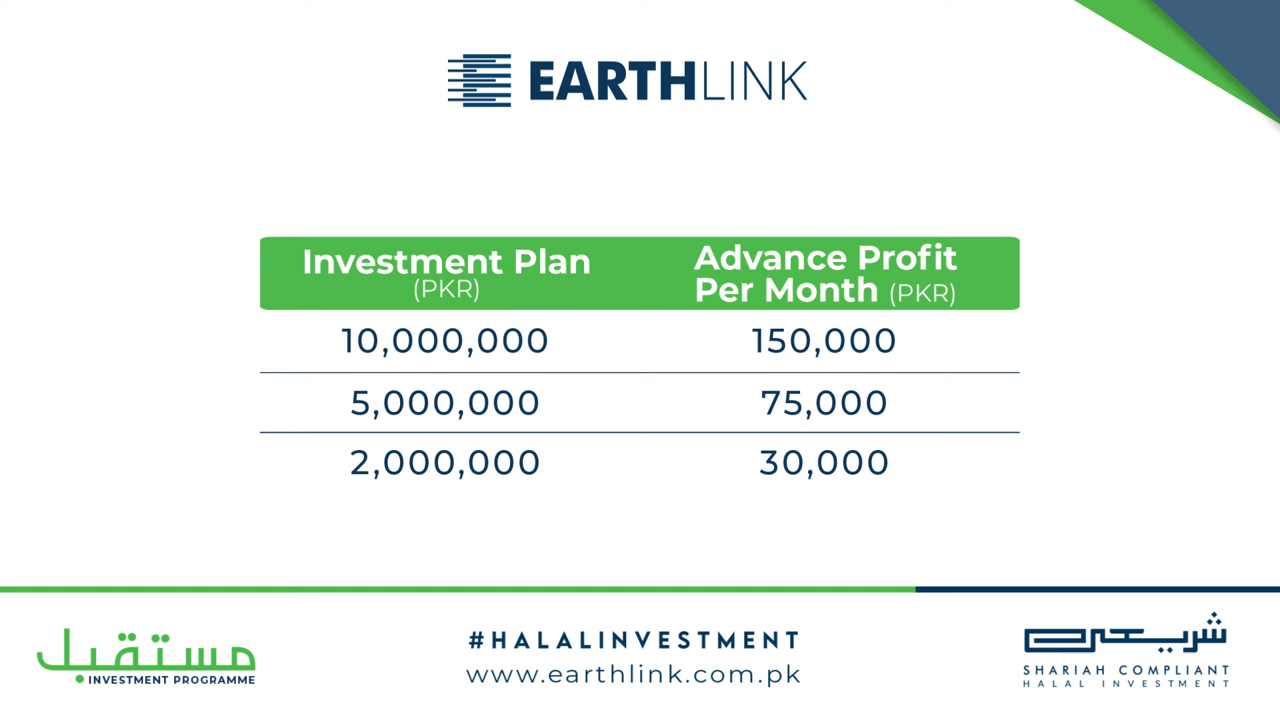 EARTHLINK
Investment Plan
(PKR)
Advance Profit
Per Month (PKR)
10,000,000 150,000
5,000,000 75,000
2,000,000 30,000
مستقبل
INVESTMENT PROGRAMME
#HALALINVESTMENT
www.earthlink.com.pk
شریعی
SHARIAH COMPLIANT
HALAL INVESTMENT